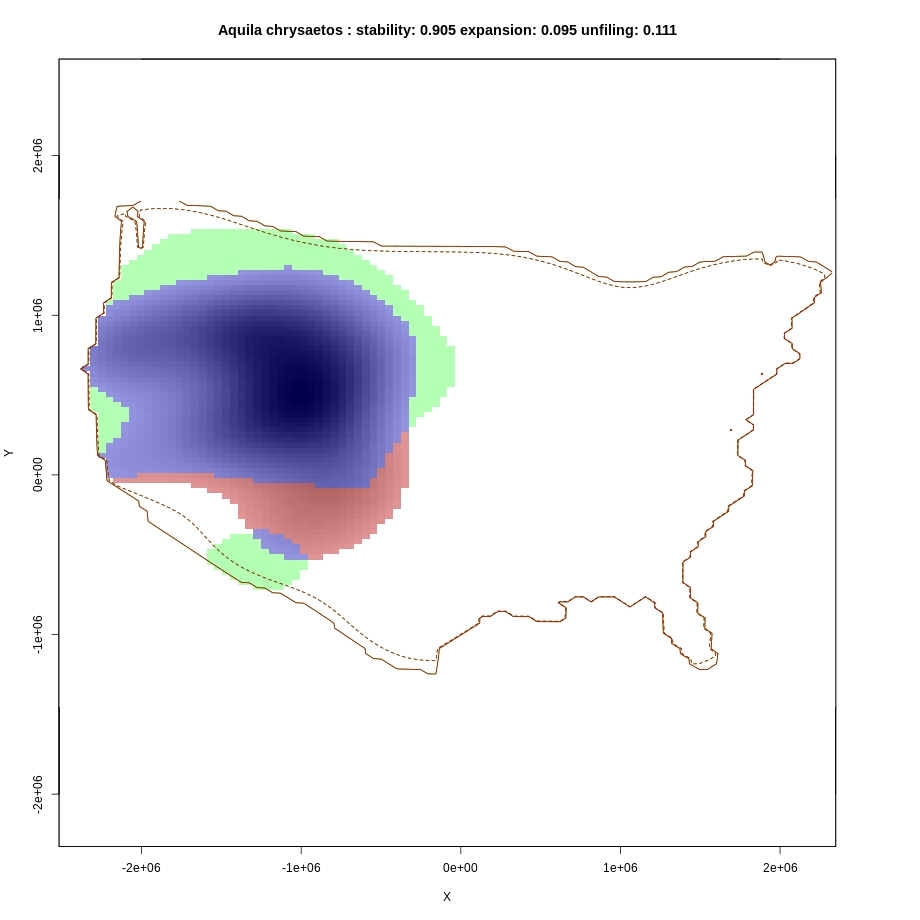 Aquila chrysaetos : stability: 0.905 expansion: 0.095 unfiling: 0.111
2e+06
1e+06
Y
0e+00
-1e+06
-2e+06
-2e+06 -1e+06 0e+00 1e+06 2e+06
X